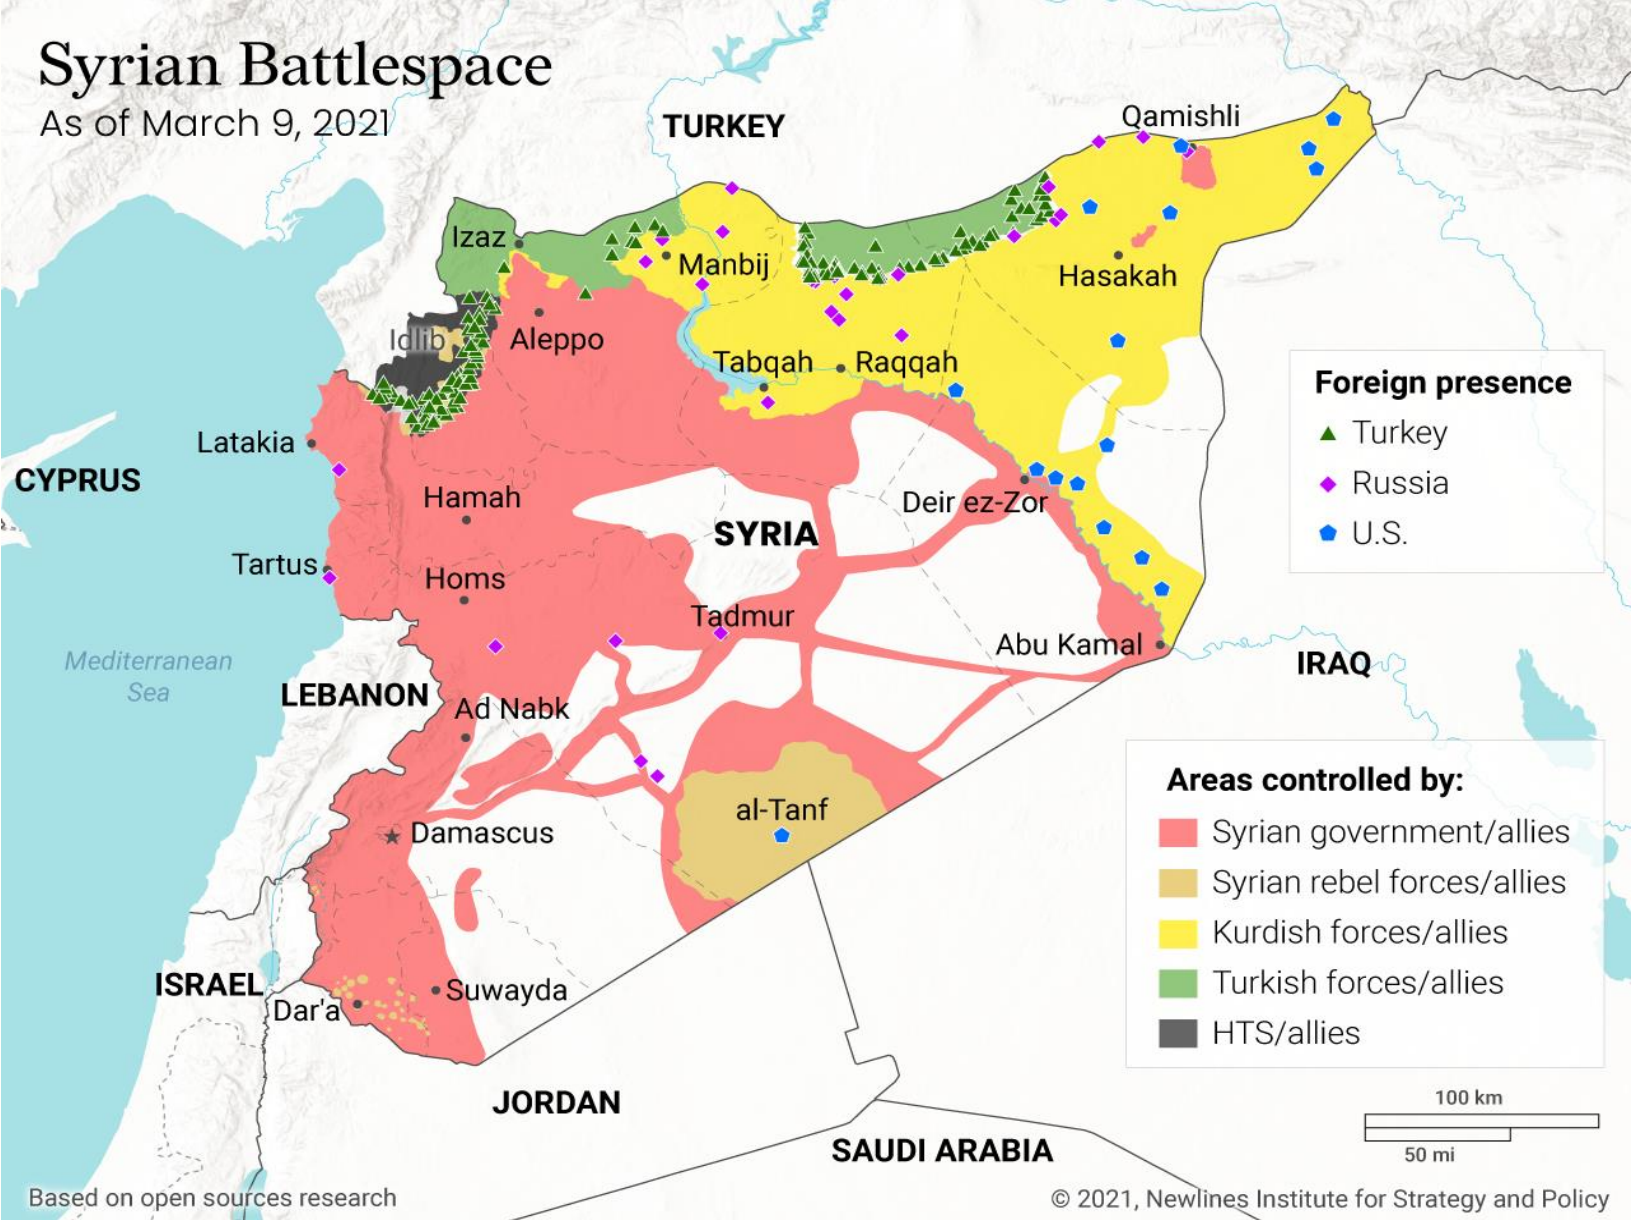 Syrian Battlespace
As of March 9, 2021
TURKEY
Qamishli
Izaz
Manbij
Hasakah
Idlib
Aleppo
Tabqah
Raqqah
Latakia
CYPRUS
Hamah
Deir ez-Zor
SYRIA
Tartus
Homs
Tadmur
Abu Kamal
Mediterranean
Sea
IRAQ
LEBANON
Ad Nabk
al-Tanf
Damascus
ISRAEL
Suwayda
Dar'a
JORDAN
SAUDI ARABIA
Foreign presence
Turkey
Russia
U.S.
Areas controlled by:
Syrian government/allies
Syrian rebel forces/allies
Kurdish forces/allies
Turkish forces/allies
HTS/allies
100 km
50 mi
Based on open sources research
© 2021, Newlines Institute for Strategy and Policy